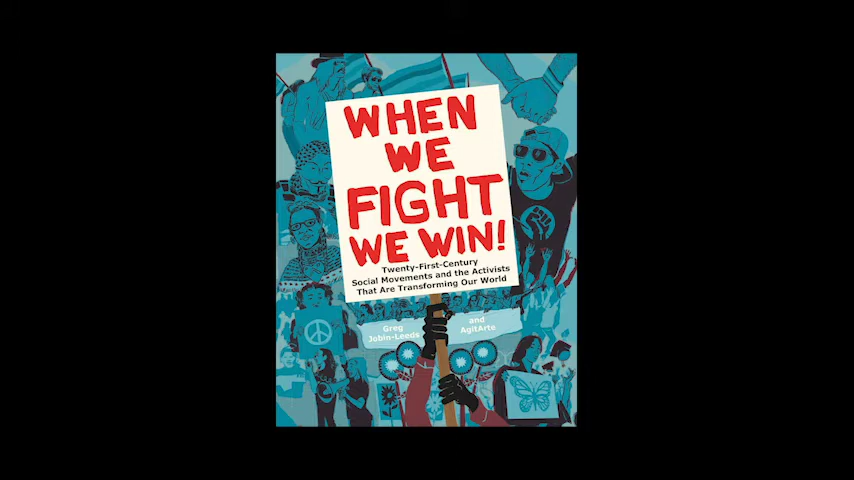 WHEN
WE
FIGHT
WE WIN!
Twenty-First-Century
Social Movements and the Activists
That Are Transforming Our World
Greg
Jobin-Leeds
and
AgitArte